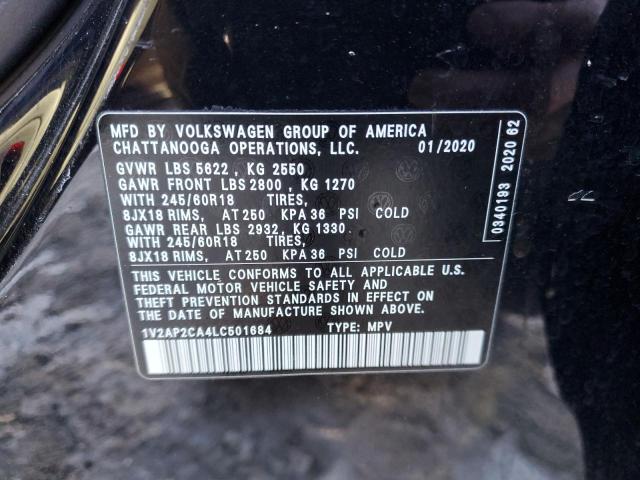 MFD BY VOLKSWAGEN GROUP OF AMERICA
CHATTANOOGA OPERATIONS, LLC. 01/2020
GVWR LBS 5622 , KG 2550
GAWR FRONT LBS 2800 , KG 1270
WITH 245/60R18 TIRES,
8JX18 RIMS, AT 250 KPA 36 PSI COLD
GAWR REAR LBS 2932, KG 1330
WITH 245/60R18 TIRES,
8JX18 RIMS, AT 250 KPA 36 PSI COLD
THIS VEHICLE CONFORMS TO ALL APPLICABLE U.S.
FEDERAL MOTOR VEHICLE SAFETY AND
THEFT PREVENTION STANDARDS IN EFFECT ON
THE DATE OF MANUFACTURE SHOWN ABOVE.
1V2AP2CA4LC501684 TYPE: MPV
0340193 2020 62